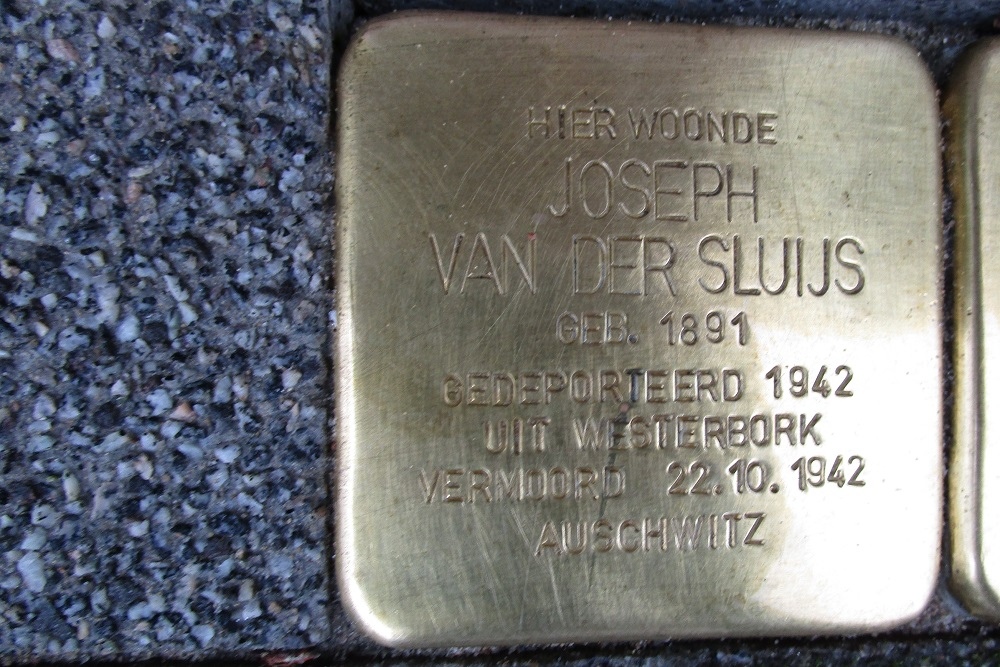 HIER WOONDE
JOSEPH
VAN DER SLUIJS
GEB. 1891
GEDEPORTEERD 1942
UIT WESTERBORK
VERMOORD 22.10.1942
AUSCHWITZ